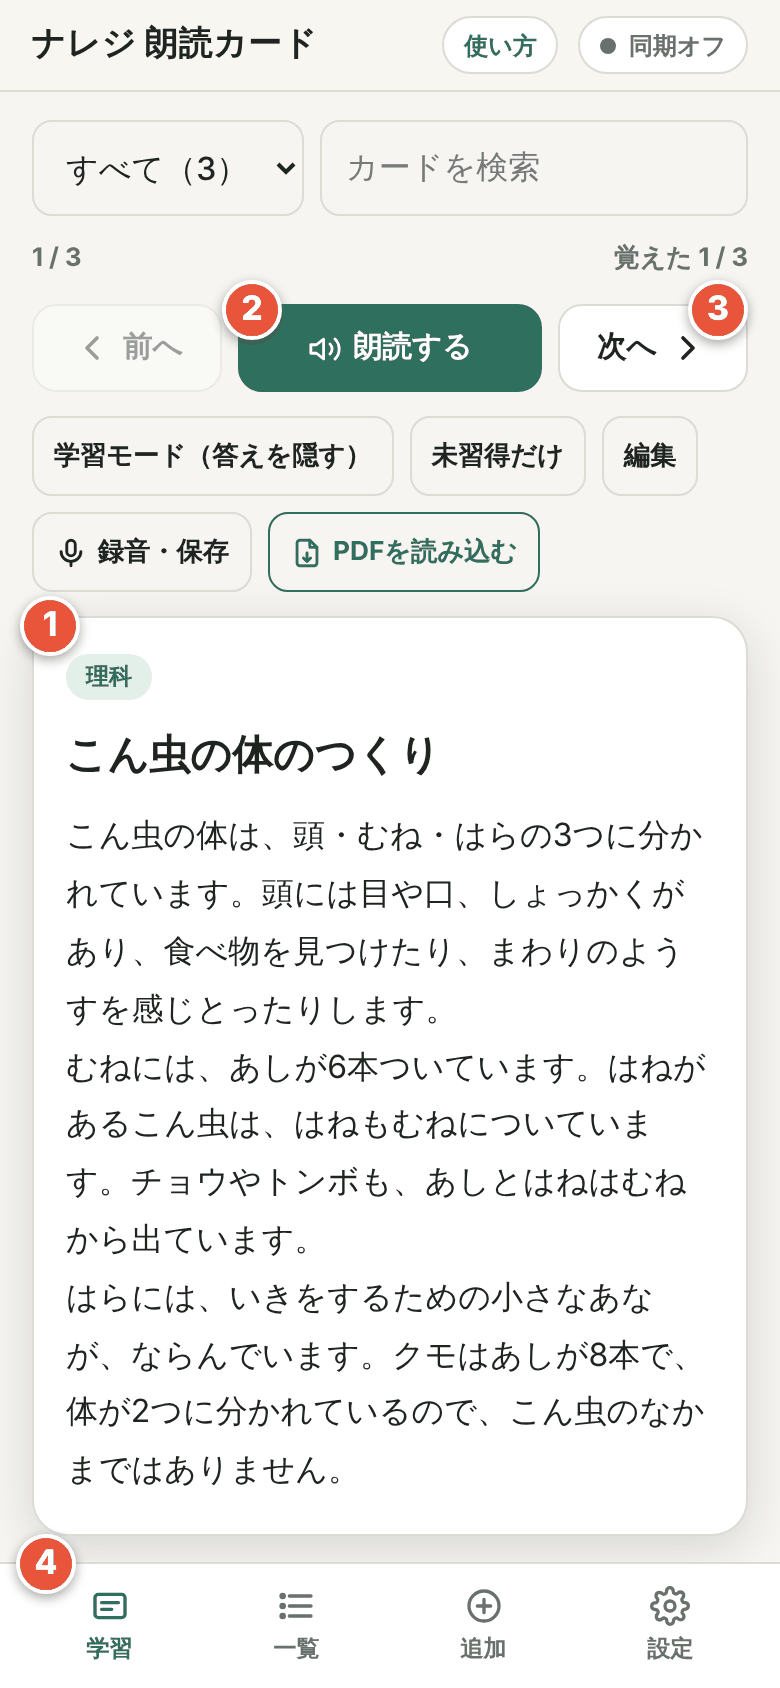 ナレジ 朗読カード
使い方
同期オフ
すべて（3）
カードを検索
1 / 3
覚えた 1 / 3
前へ
2
朗読する
次へ
3
学習モード（答えを隠す）
未習得だけ
編集
録音・保存
PDFを読み込む
1
理科
こん虫の体のつくり
こん虫の体は、頭・むね・はらの3つに分か
れています。頭には目や口、しょっかくが
あり、食べ物を見つけたり、まわりのよう
すを感じとったりします。
むねには、あしが6本ついています。はねが
あるこん虫は、はねもむねについていま
す。チョウやトンボも、あしとはねはむね
から出ています。
はらには、いきをするための小さなあな
が、ならんでいます。クモはあしが8本で、
体が2つに分かれているので、こん虫のなか
まではありません。
4
学習
一覧
追加
設定